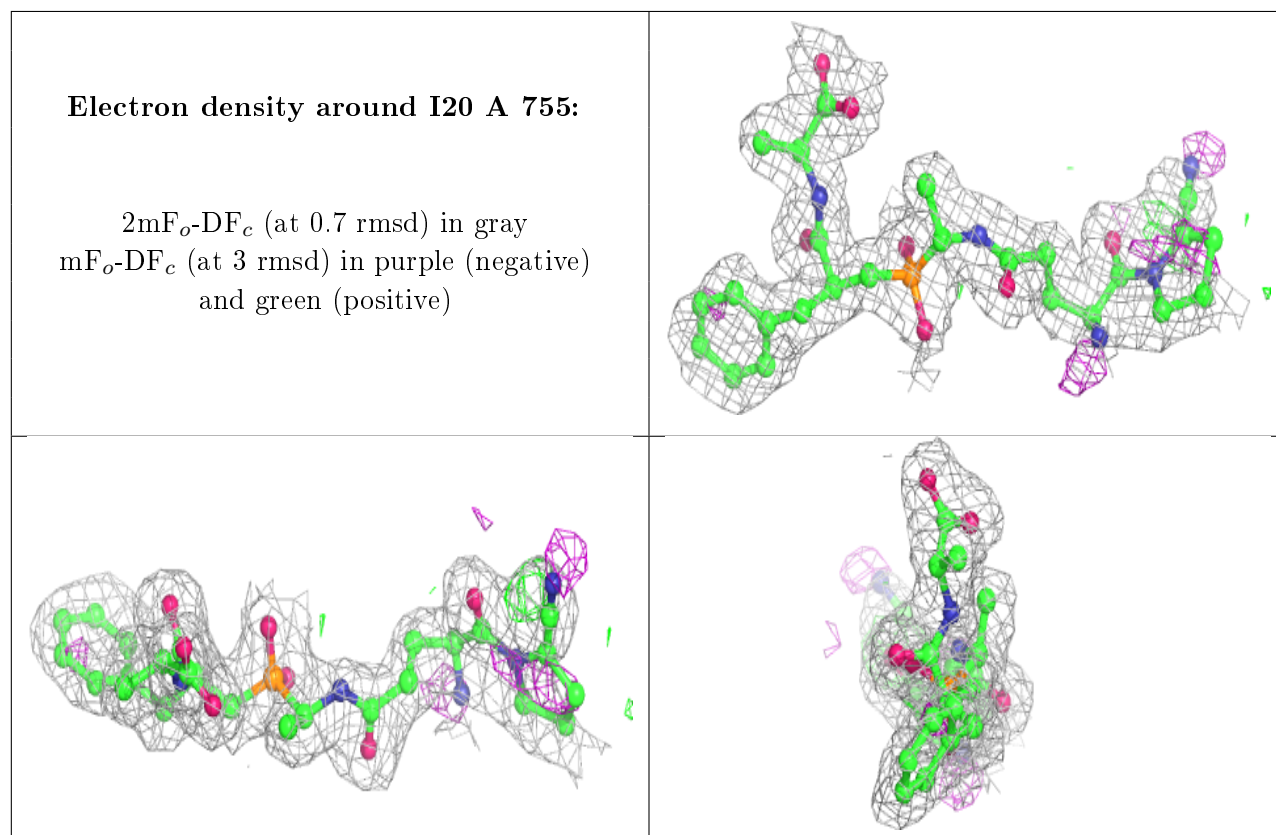 Electron density around I20 A 755:
2mFo-DFc (at 0.7 rmsd) in gray
mFo-DFc (at 3 rmsd) in purple (negative)
and green (positive)